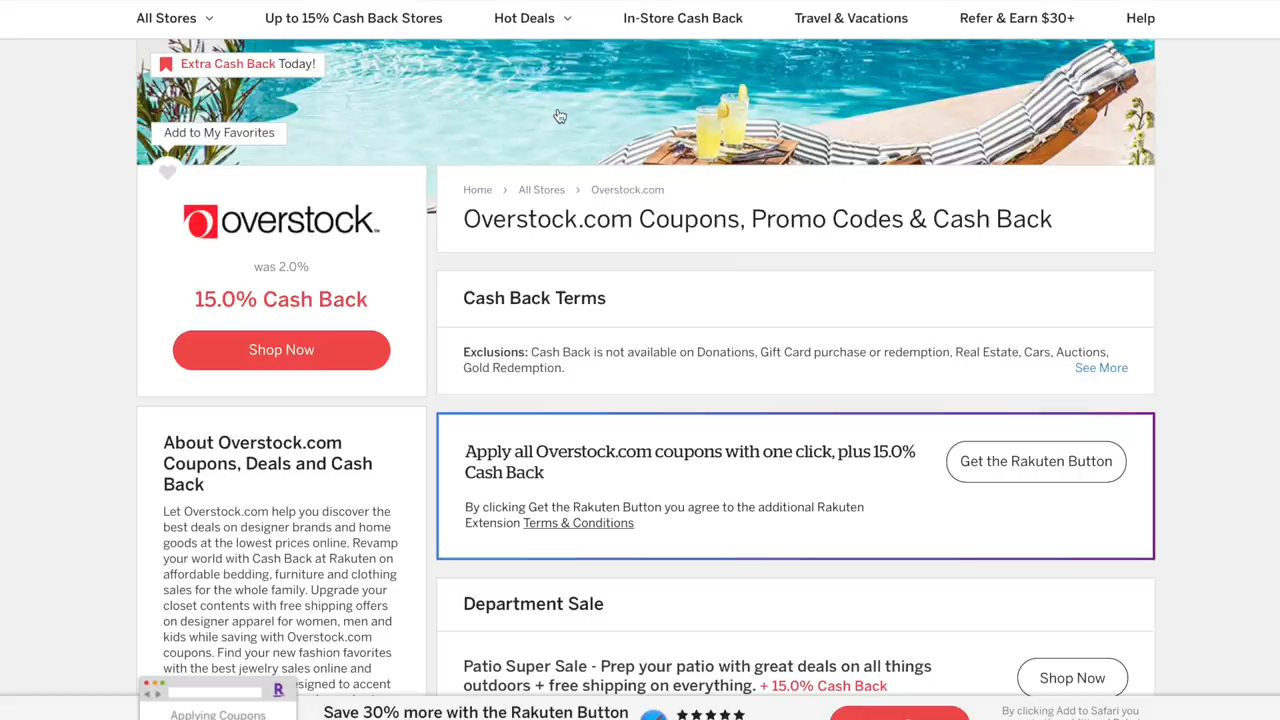 All Stores
Up to 15% Cash Back Stores
Hot Deals
In-Store Cash Back
Travel & Vacations
Refer & Earn $30+
Help
Extra Cash Back Today!
Add to My Favorites
overstock™
was 2.0%
15.0% Cash Back
Shop Now
Home > All Stores > Overstock.com
Overstock.com Coupons, Promo Codes & Cash Back
Cash Back Terms
Exclusions: Cash Back is not available on Donations, Gift Card purchase or redemption, Real Estate, Cars, Auctions,
Gold Redemption.
See More
Apply all Overstock.com coupons with one click, plus 15.0%
Cash Back
Get the Rakuten Button
By clicking Get the Rakuten Button you agree to the additional Rakuten
Extension Terms & Conditions
About Overstock.com
Coupons, Deals and Cash
Back
Let Overstock.com help you discover the
best deals on designer brands and home
goods at the lowest prices online. Revamp
your world with Cash Back at Rakuten on
affordable bedding, furniture and clothing
sales for the whole family. Upgrade your
closet contents with free shipping offers
on designer apparel for women, men and
kids while saving with Overstock.com
coupons. Find your new fashion favorites
with the best jewelry sales online and
signed to accent
Department Sale
Patio Super Sale - Prep your patio with great deals on all things
outdoors + free shipping on everything. + 15.0% Cash Back
Shop Now
R
Applying Coupons
Save 30% more with the Rakuten Button
By clicking Add to Safari you